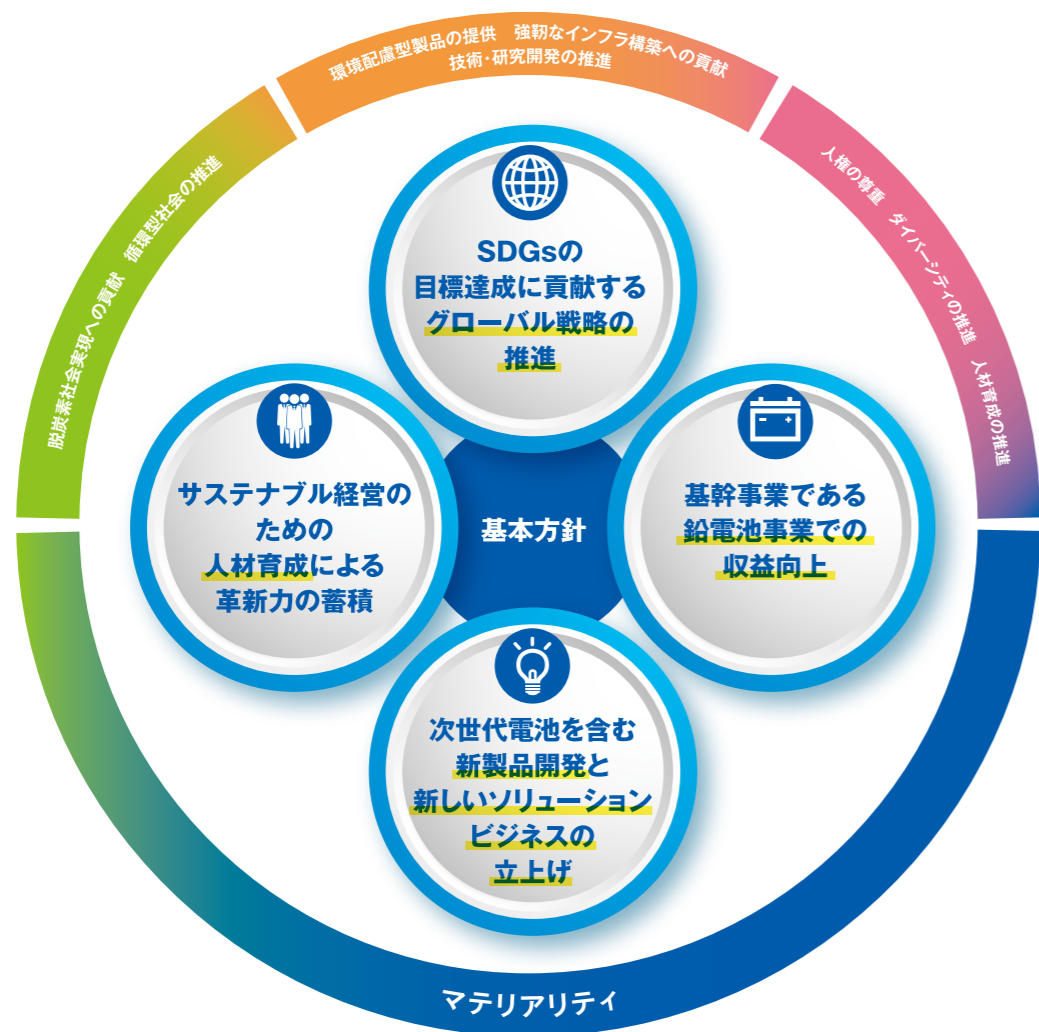 環境配慮型製品の提供　強靭なインフラ構築への貢献
技術・研究開発の推進
脱炭素社会実現への貢献　循環型社会の推進
人権の尊重　ダイバーシティの推進　人材育成の推進
SDGsの
目標達成に貢献する
グローバル戦略の
推進
サステナブル経営の
ための
人材育成による
革新力の蓄積
基本方針
基幹事業である
鉛電池事業での
収益向上
次世代電池を含む
新製品開発と
新しいソリューション
ビジネスの
立上げ
マテリアリティ